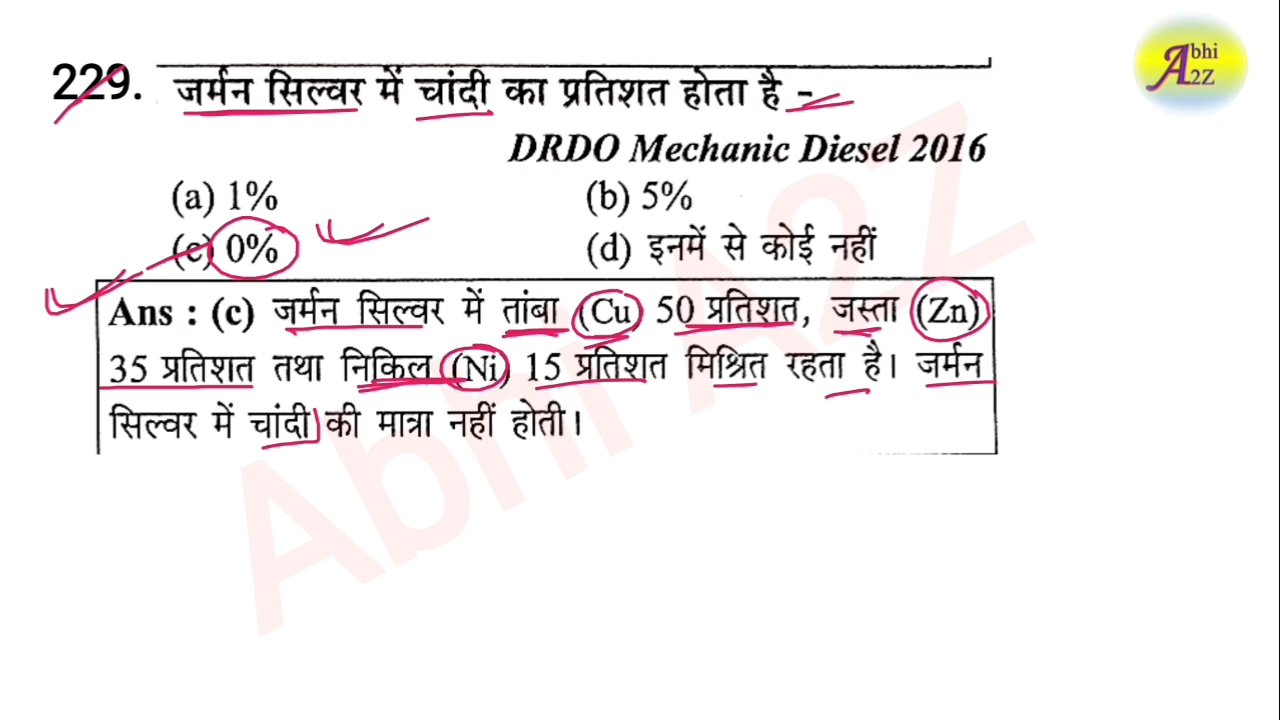 Abhi
A2Z
229. जर्मन सिल्वर में चांदी का प्रतिशत होता है -
DRDO Mechanic Diesel 2016
(a) 1% (b) 5%
(c) 0% (d) इनमें से कोई नहीं
Ans : (c) जर्मन सिल्वर में तांबा (Cu) 50 प्रतिशत, जस्ता (Zn)
35 प्रतिशत तथा निकिल (Ni) 15 प्रतिशत मिश्रित रहता है। जर्मन
सिल्वर में चांदी की मात्रा नहीं होती।
Abhi A2Z